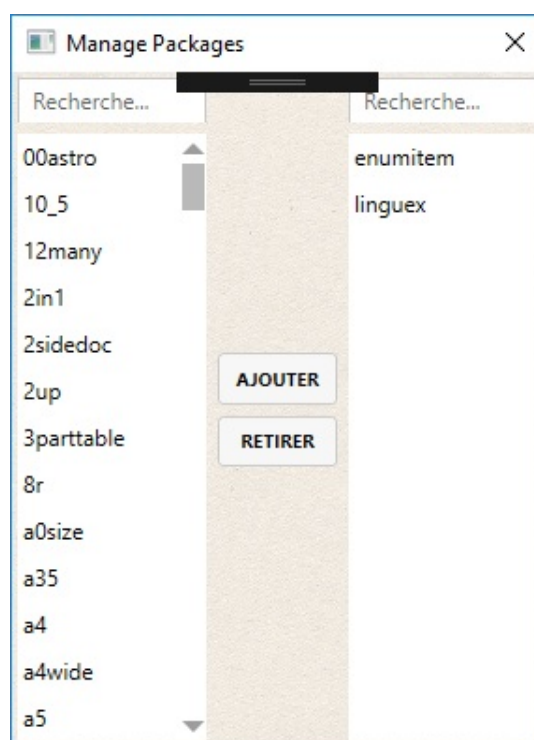 Manage Packages
Recherche...
Recherche...
00astro
10_5
12many
2in1
2sidedoc
2up
3parttable
8r
a0size
a35
a4
a4wide
a5
AJOUTER
RETIRER
enumitem
linguex